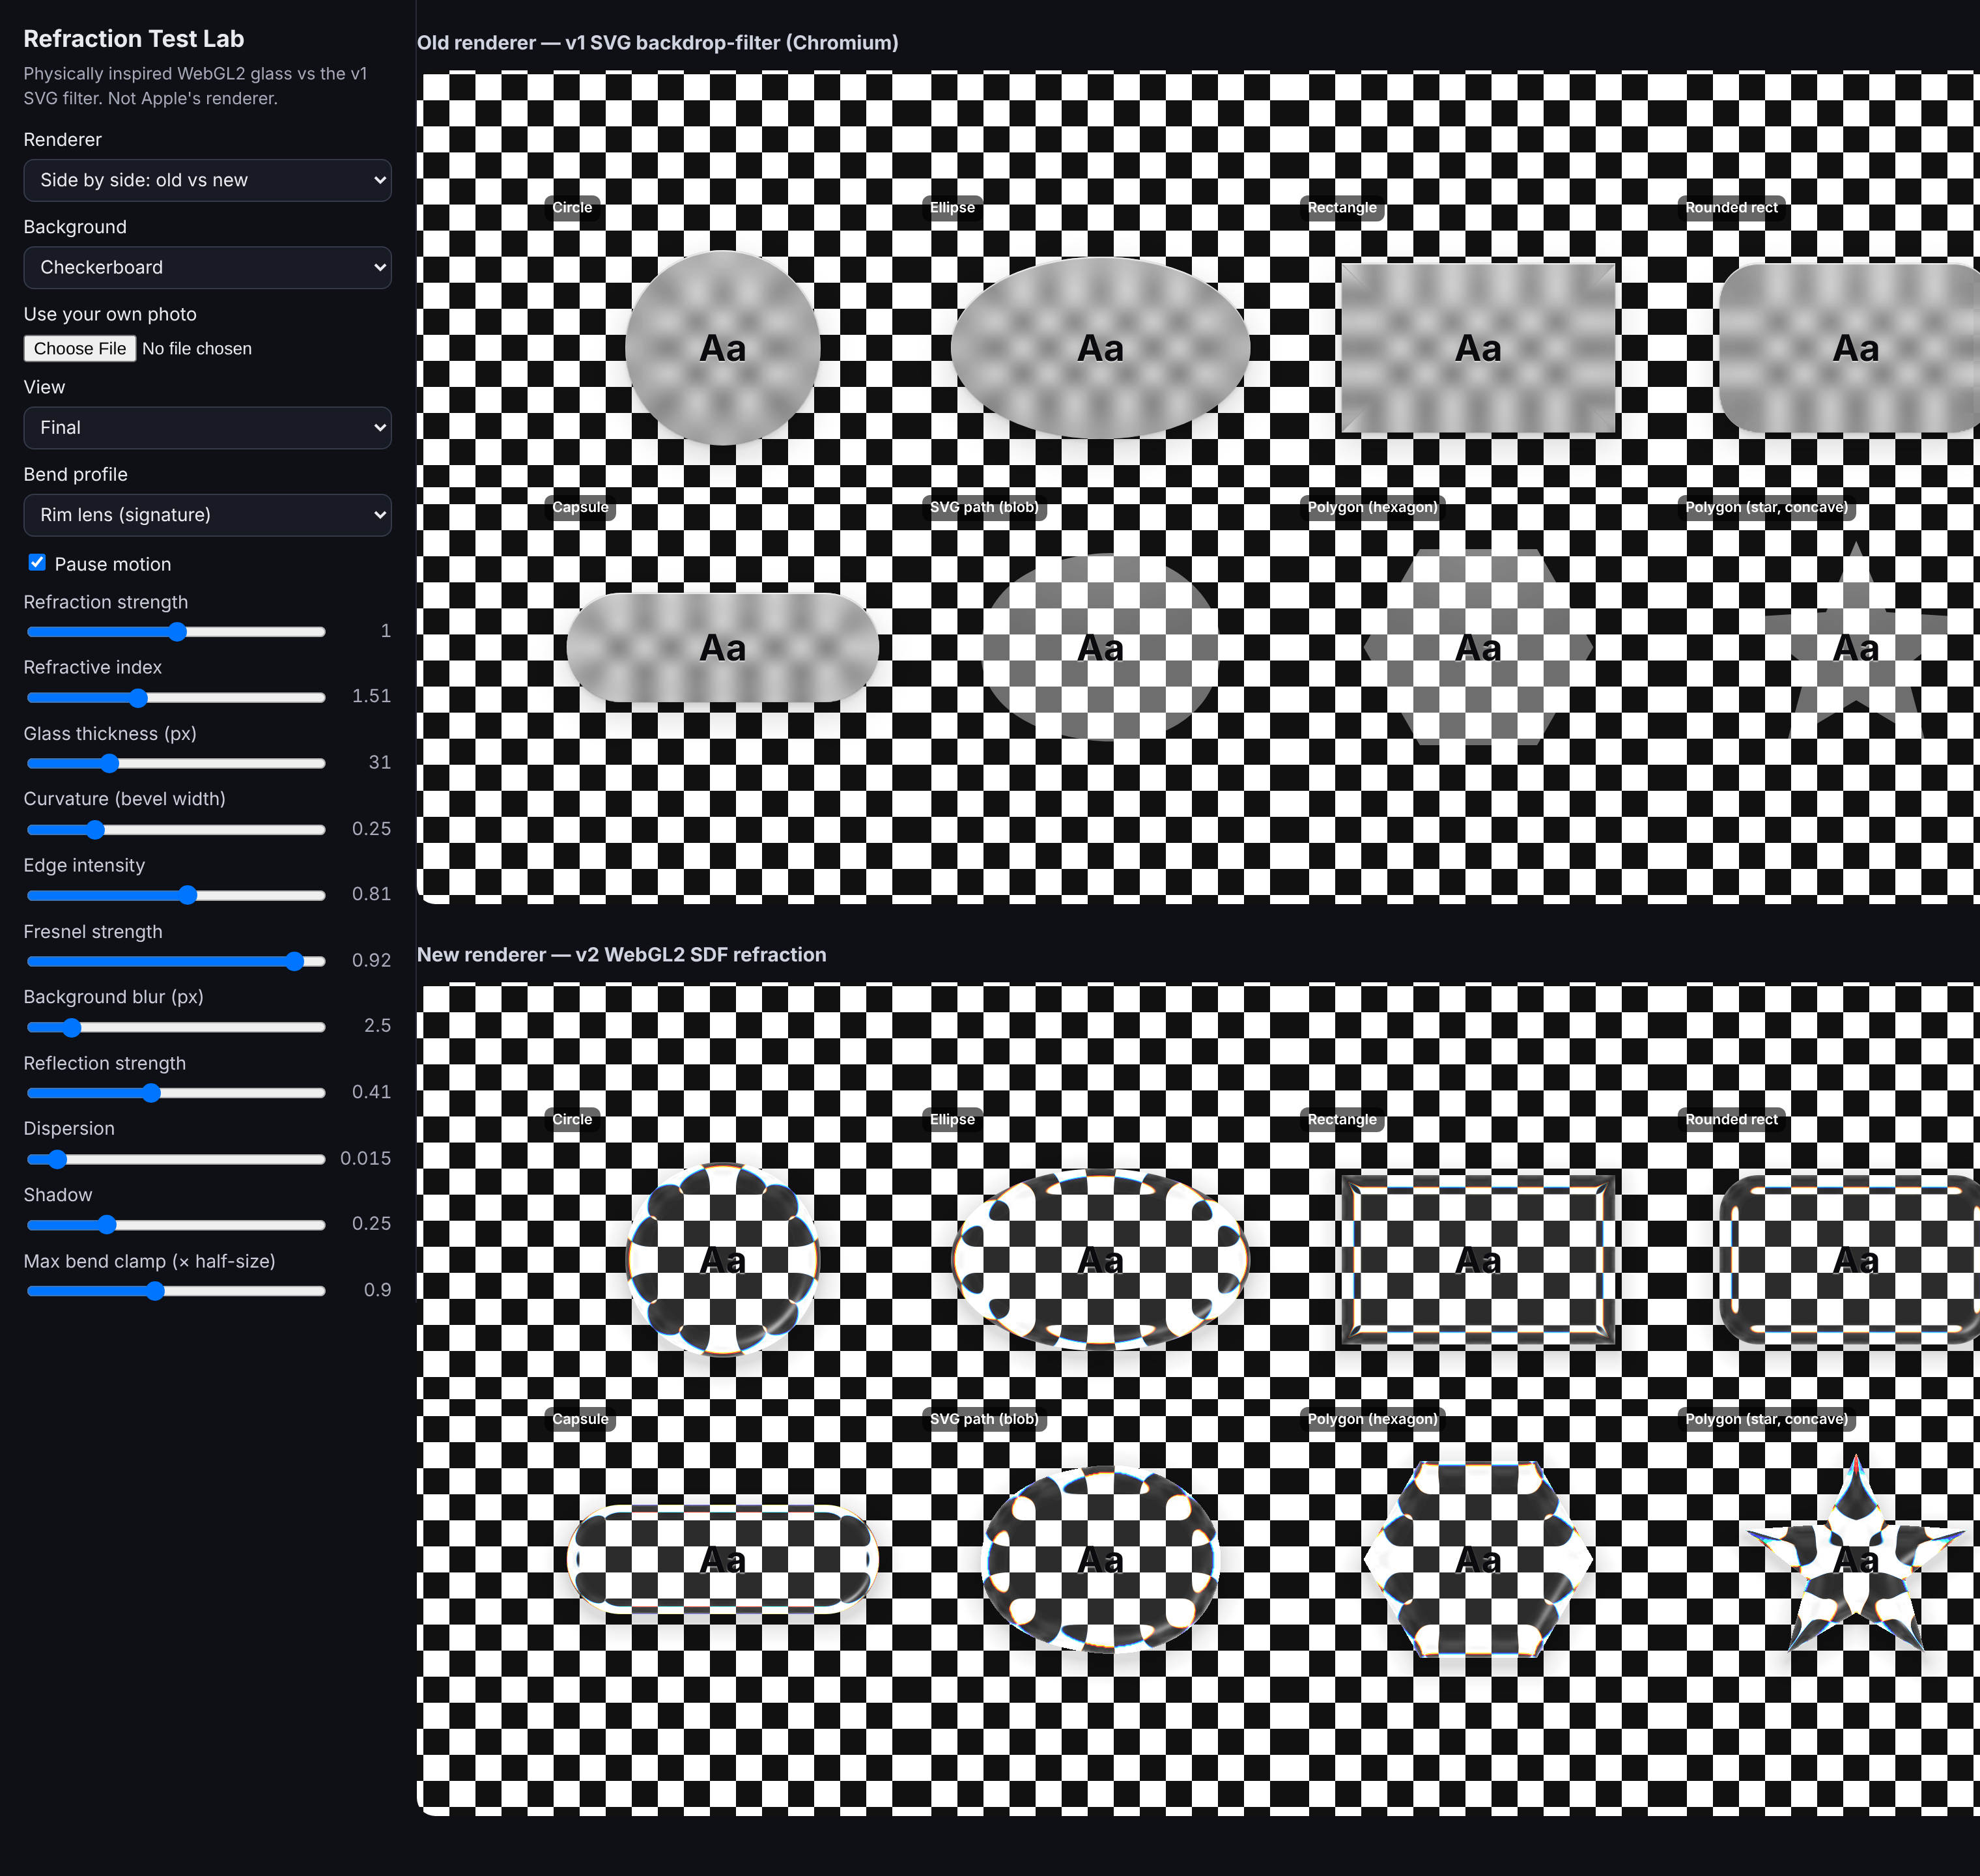 Refraction Test Lab
Physically inspired WebGL2 glass vs the v1
SVG filter. Not Apple's renderer.
Renderer
Side by side: old vs new
Background
Checkerboard
Use your own photo
Choose File No file chosen
View
Final
Bend profile
Rim lens (signature)
Pause motion
Refraction strength
1
Refractive index
1.51
Glass thickness (px)
31
Curvature (bevel width)
0.25
Edge intensity
0.81
Fresnel strength
0.92
Background blur (px)
2.5
Reflection strength
0.41
Dispersion
0.015
Shadow
0.25
Max bend clamp (× half-size)
0.9
Old renderer — v1 SVG backdrop-filter (Chromium)
Circle
Ellipse
Rectangle
Rounded rect
Aa
Aa
Aa
Aa
Capsule
SVG path (blob)
Polygon (hexagon)
Polygon (star, concave)
Aa
Aa
Aa
Aa
New renderer — v2 WebGL2 SDF refraction
Circle
Ellipse
Rectangle
Rounded rect
Aa
Aa
Aa
Aa
Capsule
SVG path (blob)
Polygon (hexagon)
Polygon (star, concave)
Aa
Aa
Aa
Aa